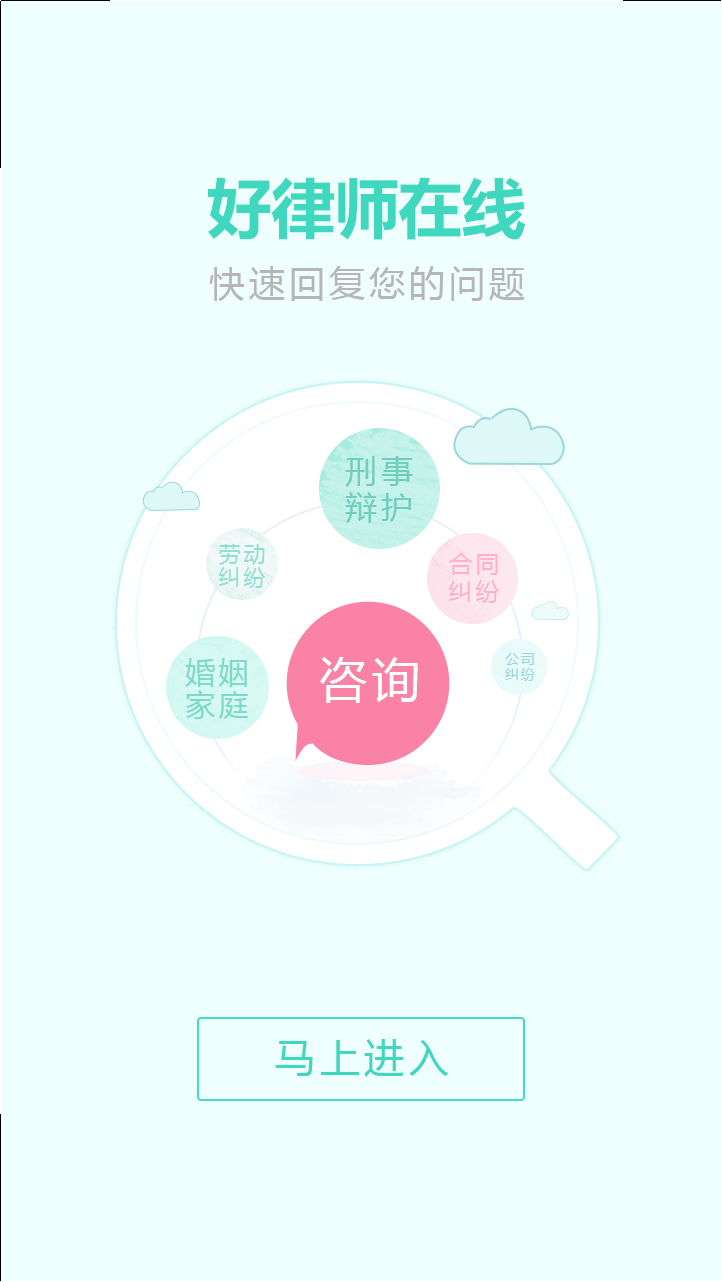 好律师在线
快速回复您的问题
刑事
辩护
劳动
纠纷
合同
纠纷
婚姻
家庭
咨询
公司
纠纷
马上进入